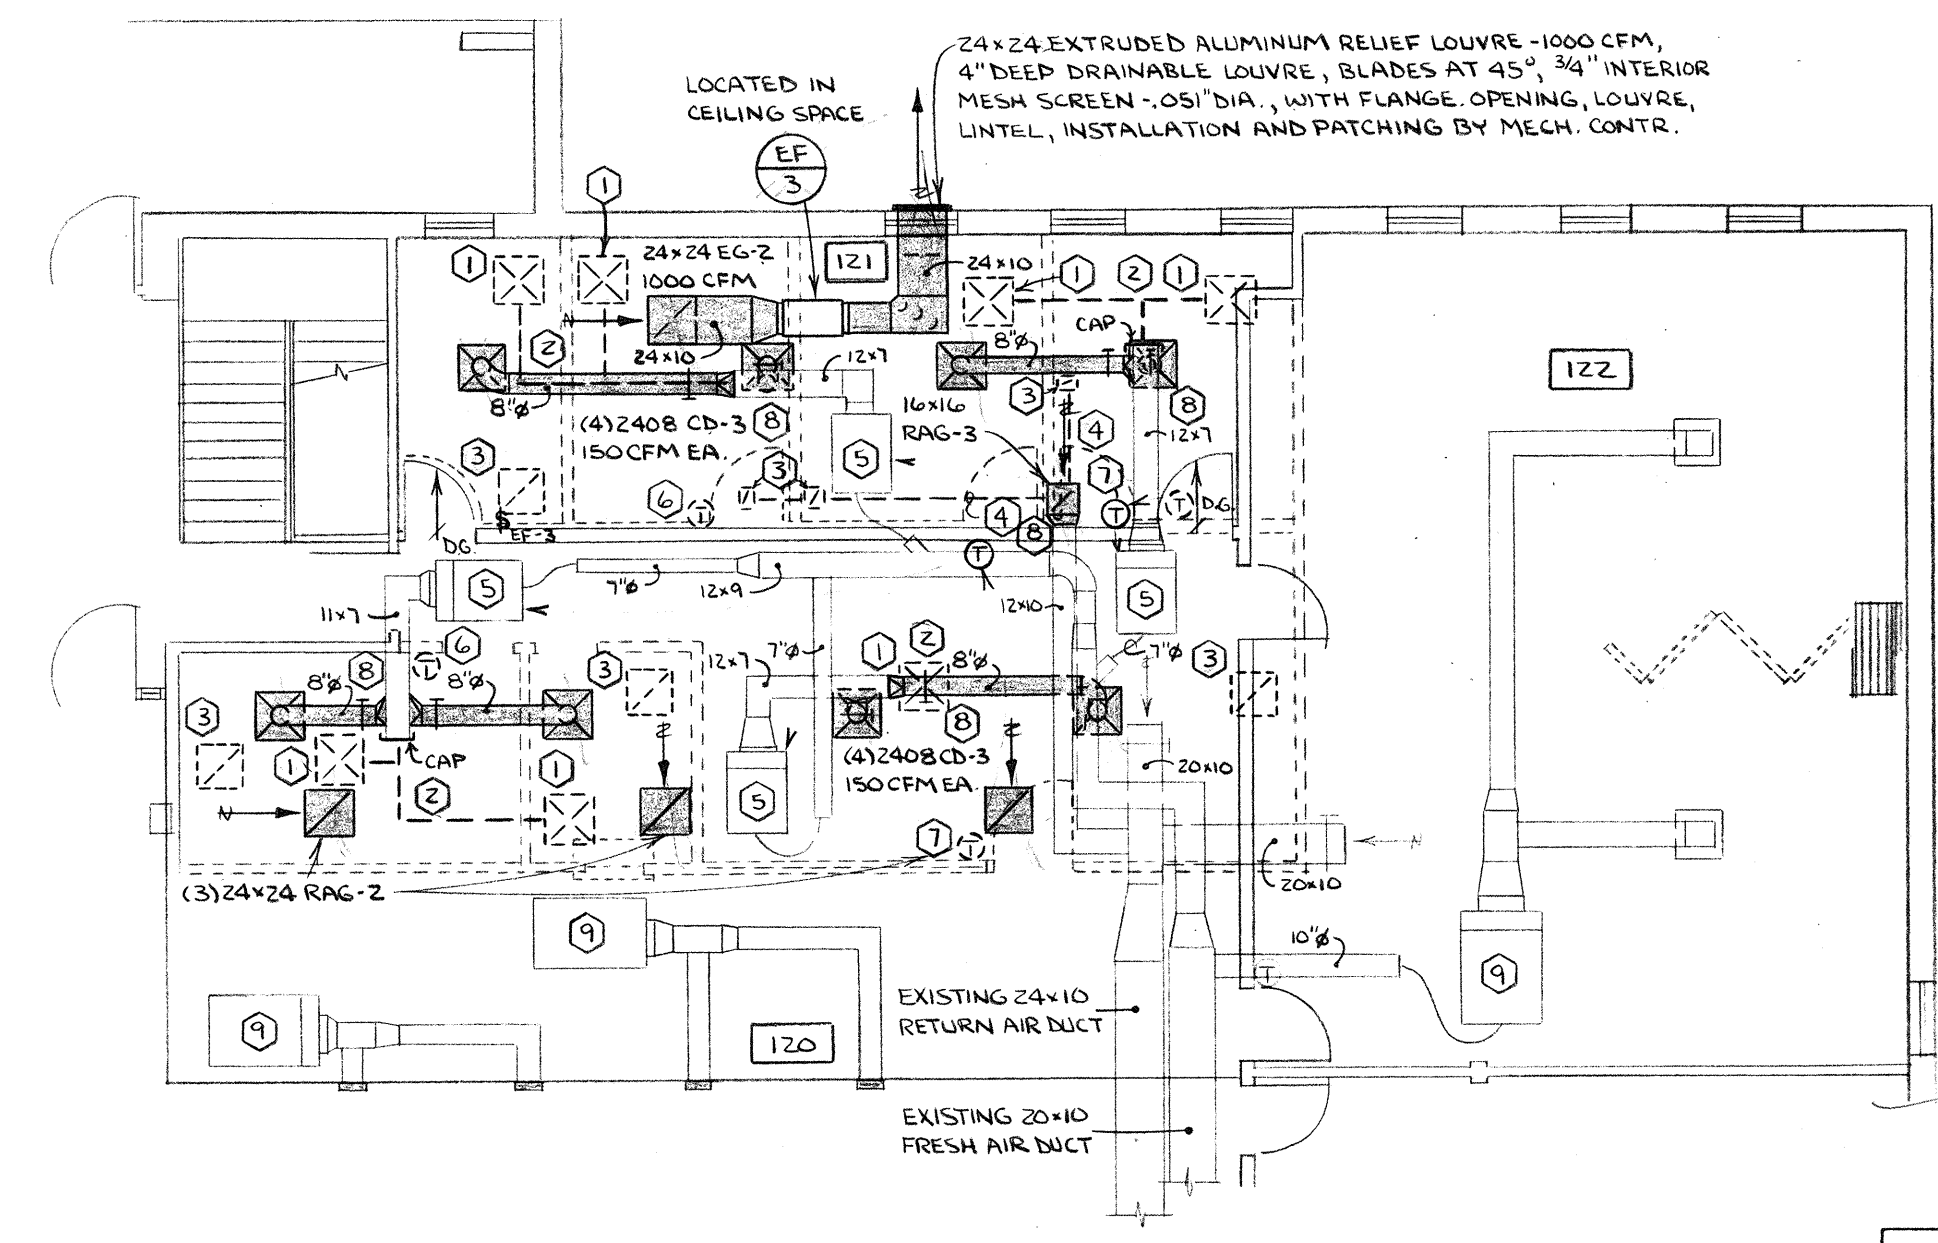 24x24 EXTRUDED ALUMINUM RELIEF LOUVRE -1000 CFM,
4" DEEP DRAINABLE LOUVRE, BLADES AT 45°, 3/4" INTERIOR
MESH SCREEN -.051" DIA., WITH FLANGE. OPENING, LOUVRE,
LINTEL, INSTALLATION AND PATCHING BY MECH. CONTR.
LOCATED IN
CEILING SPACE
EF
3
1
1
24x24 EG-2
1000 CFM
121
24x10
1
2
1
CAP
2
24x10
12x7
8"ø
8"ø
122
(4) 2408 CD-3
150 CFM EA.
8
16x16
RAG-3
3
4
8
12x7
3
3
5
7
6
T
4
8
T
T
D.G.
$
EF-3
D.G.
T
5
7"ø
12x9
12x10
5
11x7
6
T
8
8"ø
8"ø
3
12x7
7"ø
1
2
8"ø
7"ø
3
3
8
(4) 2408 CD-3
150 CFM EA.
1
CAP
1
2
5
20x10
7
T
20x10
(3) 24x24 RAG-2
9
10"ø
T
9
9
EXISTING 24x10
RETURN AIR DUCT
120
EXISTING 20x10
FRESH AIR DUCT